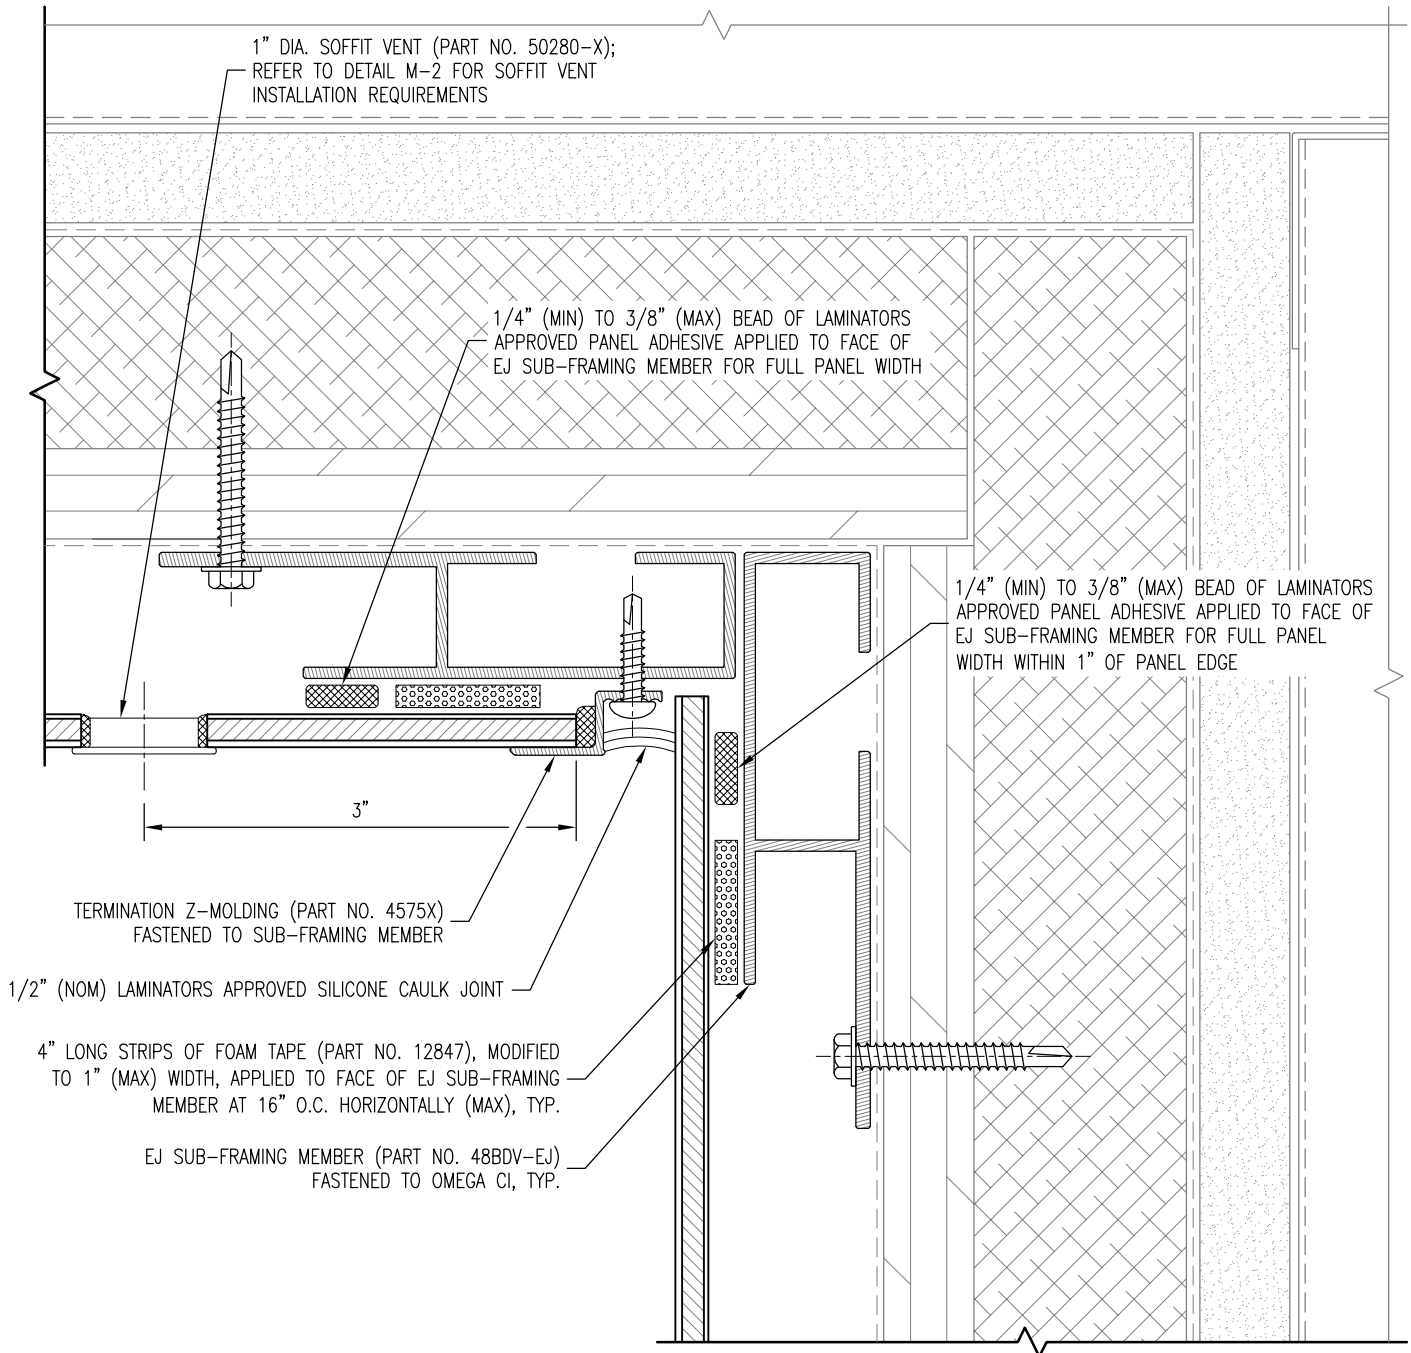 1” DIA. SOFFIT VENT (PART NO. 50280-X);
REFER TO DETAIL M-2 FOR SOFFIT VENT
INSTALLATION REQUIREMENTS
1/4” (MIN) TO 3/8” (MAX) BEAD OF LAMINATORS
APPROVED PANEL ADHESIVE APPLIED TO FACE OF
EJ SUB-FRAMING MEMBER FOR FULL PANEL WIDTH
1/4” (MIN) TO 3/8” (MAX) BEAD OF LAMINATORS
APPROVED PANEL ADHESIVE APPLIED TO FACE OF
EJ SUB-FRAMING MEMBER FOR FULL PANEL
WIDTH WITHIN 1” OF PANEL EDGE
3”
TERMINATION Z-MOLDING (PART NO. 4575X)
FASTENED TO SUB-FRAMING MEMBER
1/2” (NOM) LAMINATORS APPROVED SILICONE CAULK JOINT
4” LONG STRIPS OF FOAM TAPE (PART NO. 12847), MODIFIED
TO 1” (MAX) WIDTH, APPLIED TO FACE OF EJ SUB-FRAMING
MEMBER AT 16” O.C. HORIZONTALLY (MAX), TYP.
EJ SUB-FRAMING MEMBER (PART NO. 48BDV-EJ)
FASTENED TO OMEGA CI, TYP.